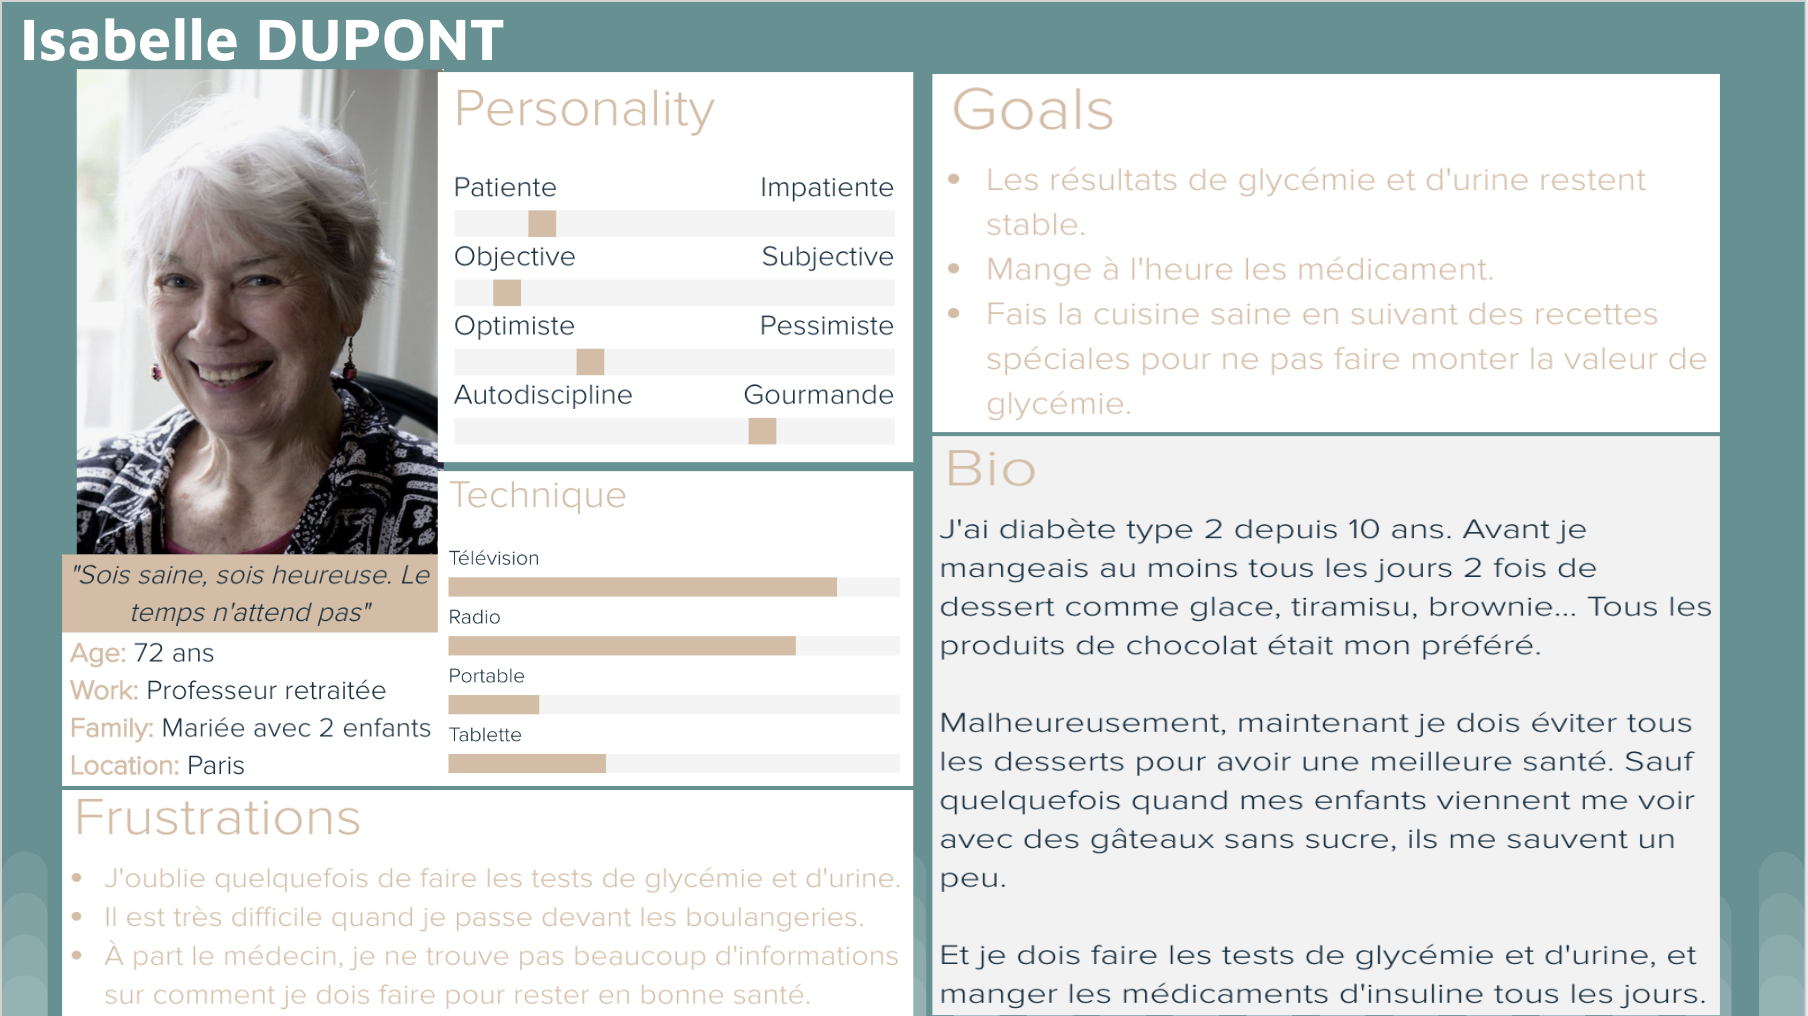 Isabelle DUPONT
"Sois saine, sois heureuse. Le
temps n'attend pas"
Age: 72 ans
Work: Professeur retraitée
Family: Mariée avec 2 enfants
Location: Paris
Personality
Patiente Impatiente
Objective Subjective
Optimiste Pessimiste
Autodiscipline Gourmande
Technique
Télévision
Radio
Portable
Tablette
Frustrations
• J'oublie quelquefois de faire les tests de glycémie et d'urine.
• Il est très difficile quand je passe devant les boulangeries.
• À part le médecin, je ne trouve pas beaucoup d'informations
sur comment je dois faire pour rester en bonne santé.
Goals
• Les résultats de glycémie et d'urine restent
stable.
• Mange à l'heure les médicament.
• Fais la cuisine saine en suivant des recettes
spéciales pour ne pas faire monter la valeur de
glycémie.
Bio
J'ai diabète type 2 depuis 10 ans. Avant je
mangeais au moins tous les jours 2 fois de
dessert comme glace, tiramisu, brownie... Tous les
produits de chocolat était mon préféré.
Malheureusement, maintenant je dois éviter tous
les desserts pour avoir une meilleure santé. Sauf
quelquefois quand mes enfants viennent me voir
avec des gâteaux sans sucre, ils me sauvent un
peu.
Et je dois faire les tests de glycémie et d'urine, et
manger les médicaments d'insuline tous les jours.